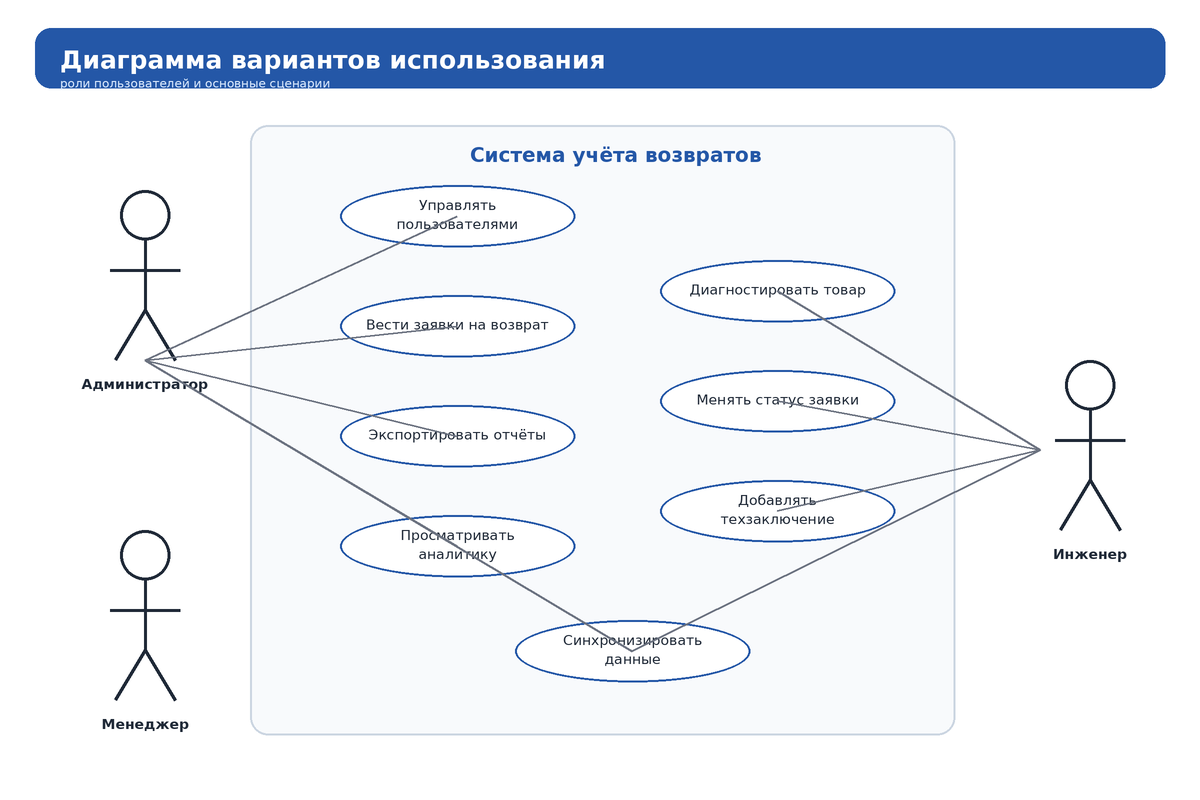 Диаграмма вариантов использования
роли пользователей и основные сценарии
Система учёта возвратов
Управлять
пользователями
Вести заявки на возврат
Экспортировать отчёты
Просматривать
аналитику
Диагностировать товар
Менять статус заявки
Добавлять
техзаключение
Синхронизировать
данные
Администратор
Менеджер
Инженер